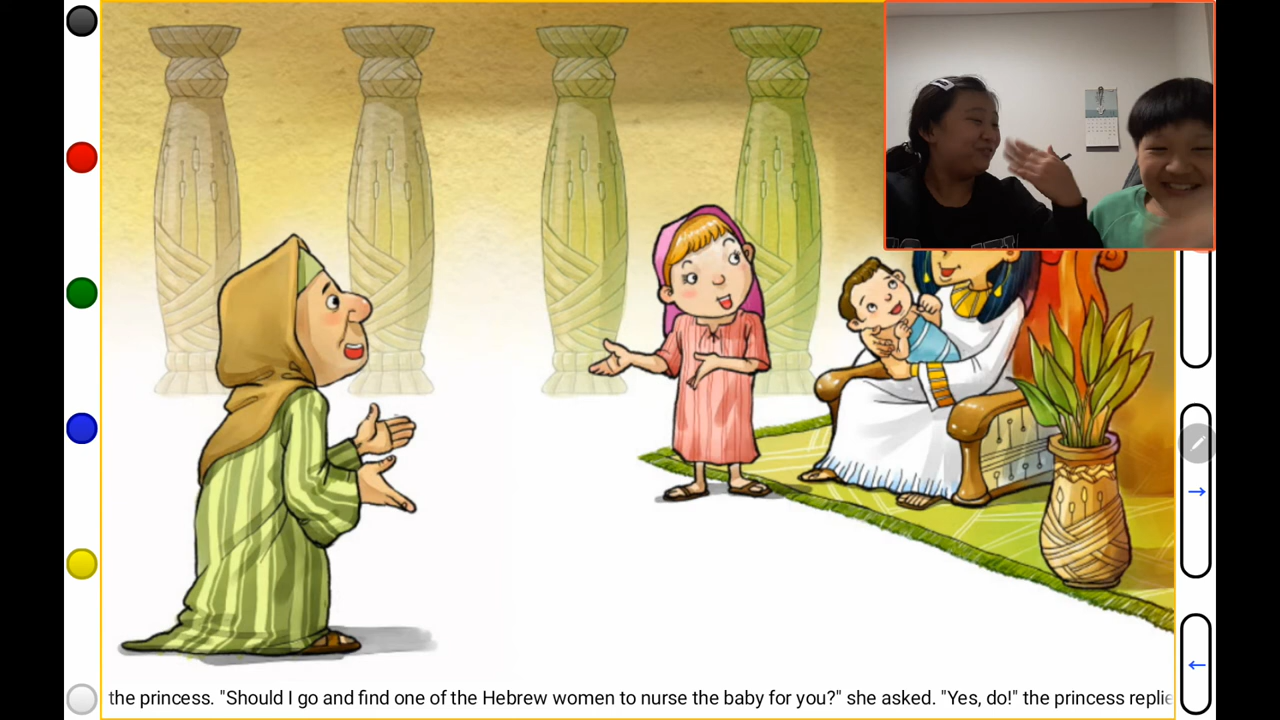 the princess. "Should I go and find one of the Hebrew women to nurse the baby for you?" she asked. "Yes, do!" the princess replie